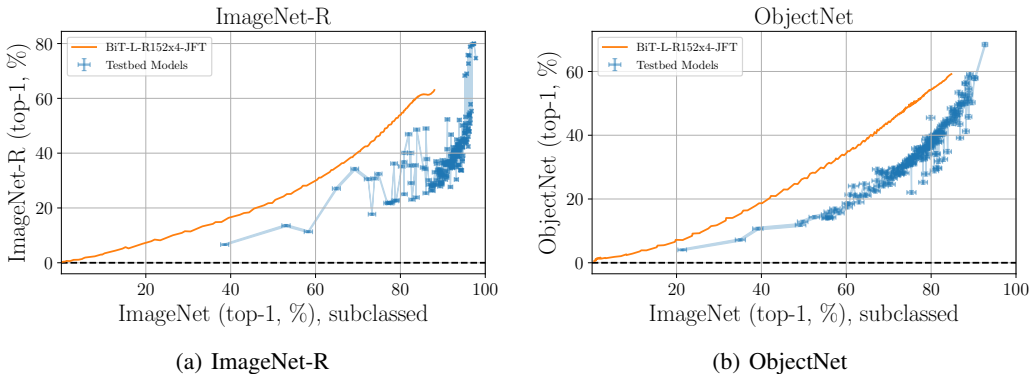 ImageNet-R
ObjectNet
ImageNet-R (top-1, %)
80
60
40
20
0
BiT-L-R152x4-JFT
Testbed Models
20 40 60 80 100
ImageNet (top-1, %), subclassed
ObjectNet (top-1, %)
60
40
20
0
BiT-L-R152x4-JFT
Testbed Models
20 40 60 80 100
ImageNet (top-1, %), subclassed
(a) ImageNet-R
(b) ObjectNet